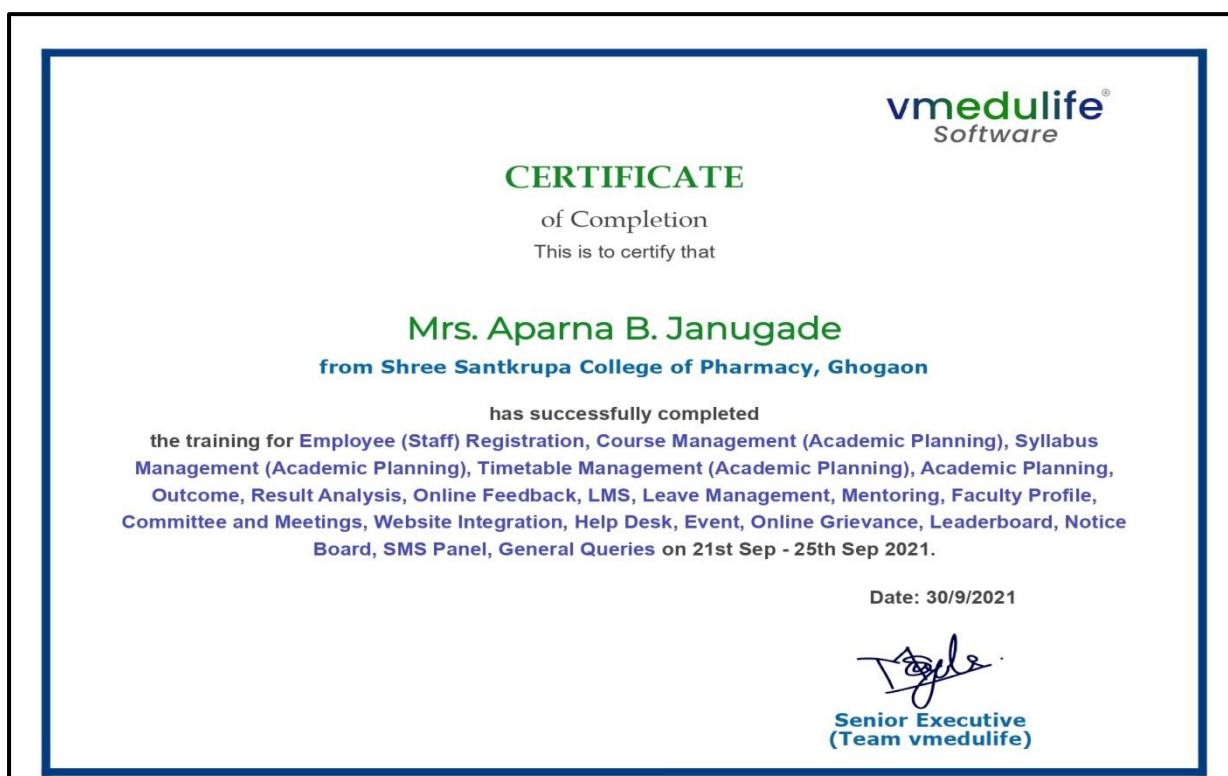 vmedulife®
Software
CERTIFICATE
of Completion
This is to certify that
Mrs. Aparna B. Janugade
from Shree Santkrupa College of Pharmacy, Ghogaon
has successfully completed
the training for Employee (Staff) Registration, Course Management (Academic Planning), Syllabus
Management (Academic Planning), Timetable Management (Academic Planning), Academic Planning,
Outcome, Result Analysis, Online Feedback, LMS, Leave Management, Mentoring, Faculty Profile,
Committee and Meetings, Website Integration, Help Desk, Event, Online Grievance, Leaderboard, Notice
Board, SMS Panel, General Queries on 21st Sep - 25th Sep 2021.
Date: 30/9/2021
Senior Executive
(Team vmedulife)